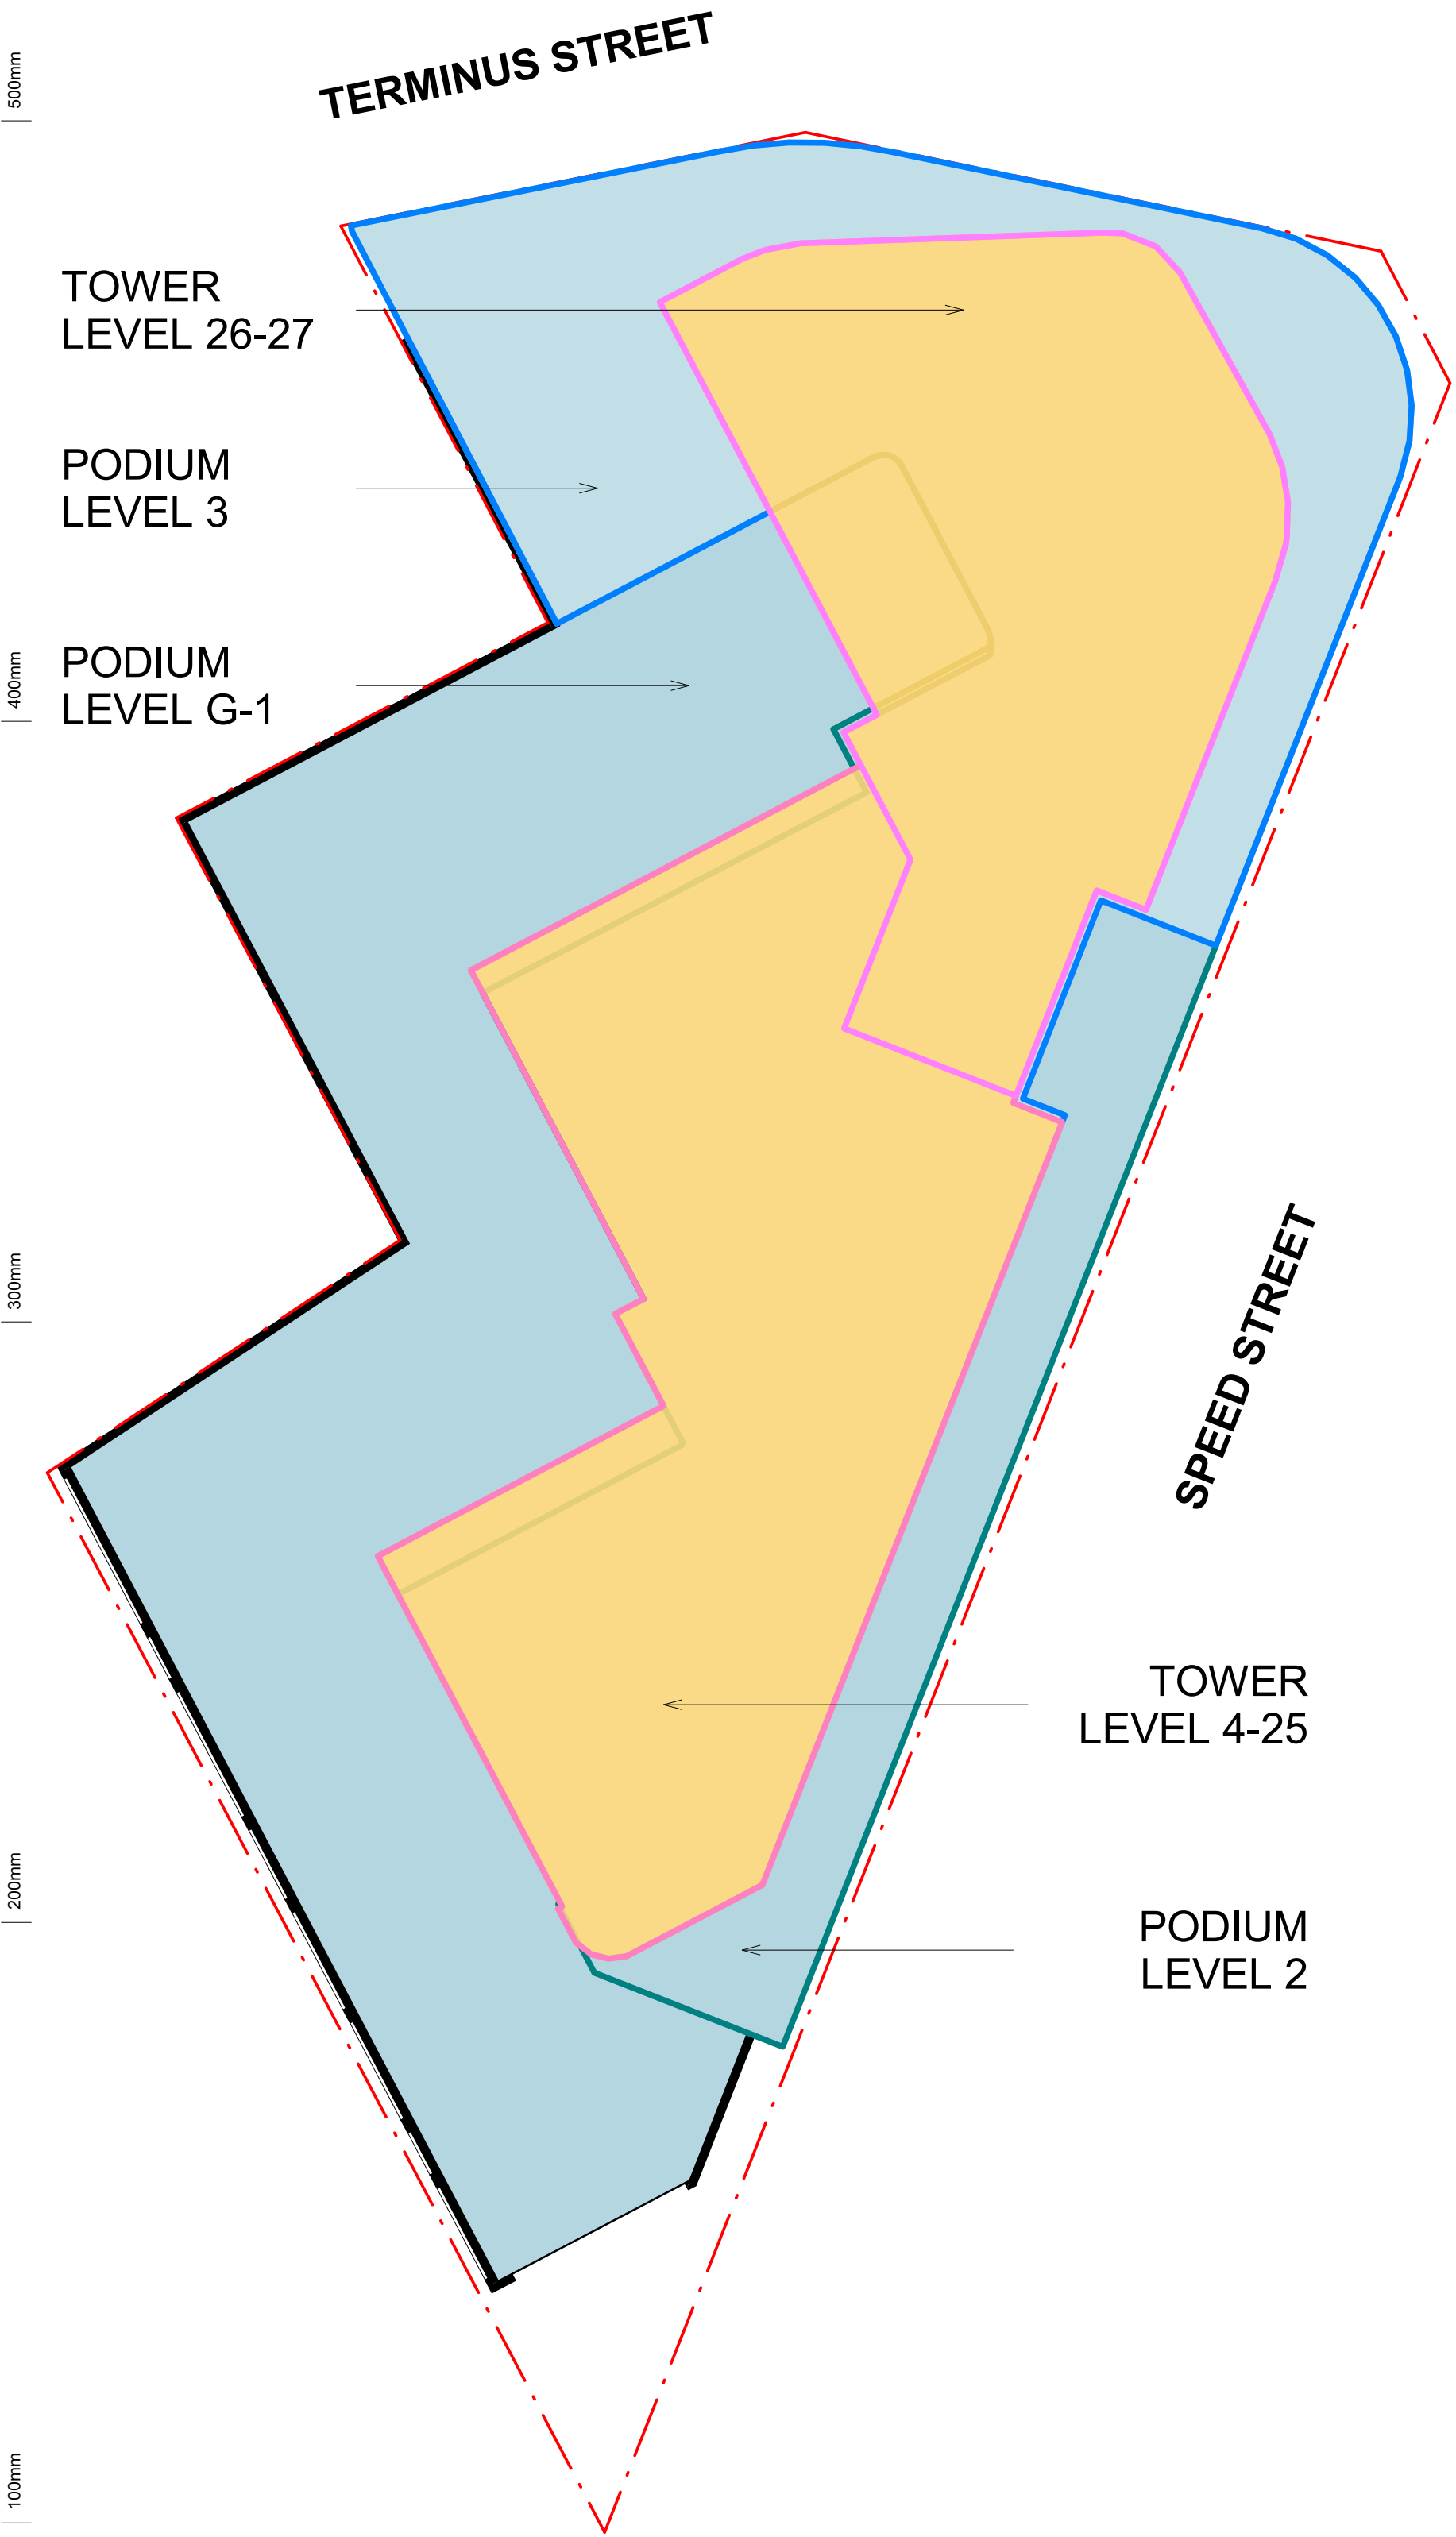 TERMINUS STREET
500mm
TOWER
LEVEL 26-27
PODIUM
LEVEL 3
PODIUM
LEVEL G-1
400mm
300mm
SPEED STREET
TOWER
LEVEL 4-25
200mm
PODIUM
LEVEL 2
100mm